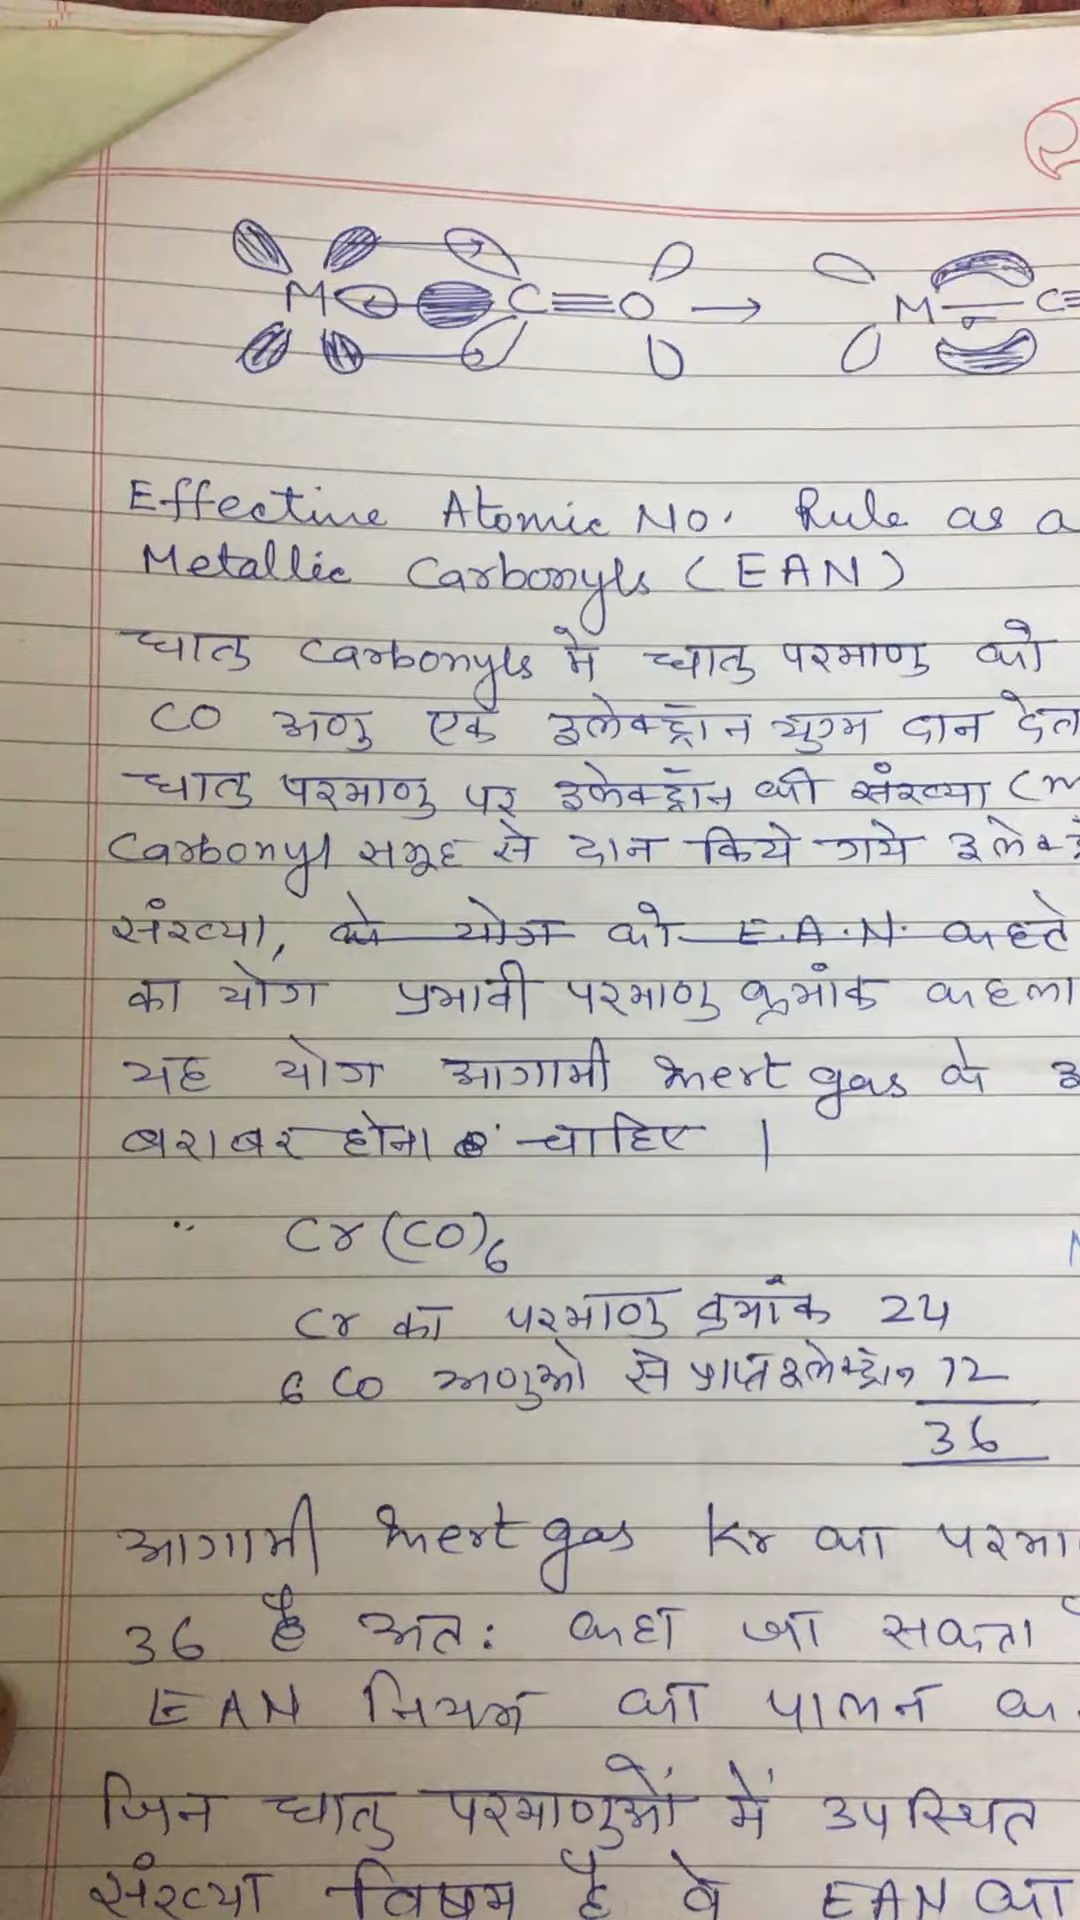 M C≡O → M = C≡
Effective Atomic No. Rule as a
Metallic Carbonyls (EAN)
धातु Carbonyls मे धातु परमाणु को
CO अणु एक इलेक्ट्रॉन युग्म दान देता
धातु परमाणु पर इलेक्ट्रॉन की संख्या (m
Carbonyl समूह से दान किये गये इलेक्ट्रॉ
संख्या, के योग को E.A.N. कहते
का योग प्रभावी परमाणु क्रमांक कहला
यह योग आगामी Inert gas के
बराबर होना चाहिए |
∵ Cr(CO)6
Cr का परमाणु क्रमांक 24
6 CO अणुओ से प्राप्त इलेक्ट्रॉन 12
36
आगामी Inert gas Kr का परमा
36 है अत: कहा जा सकता
EAN नियम का पालन क
जिन धातु परमाणुओं में उपस्थित
संख्या विषम है वे EAN का